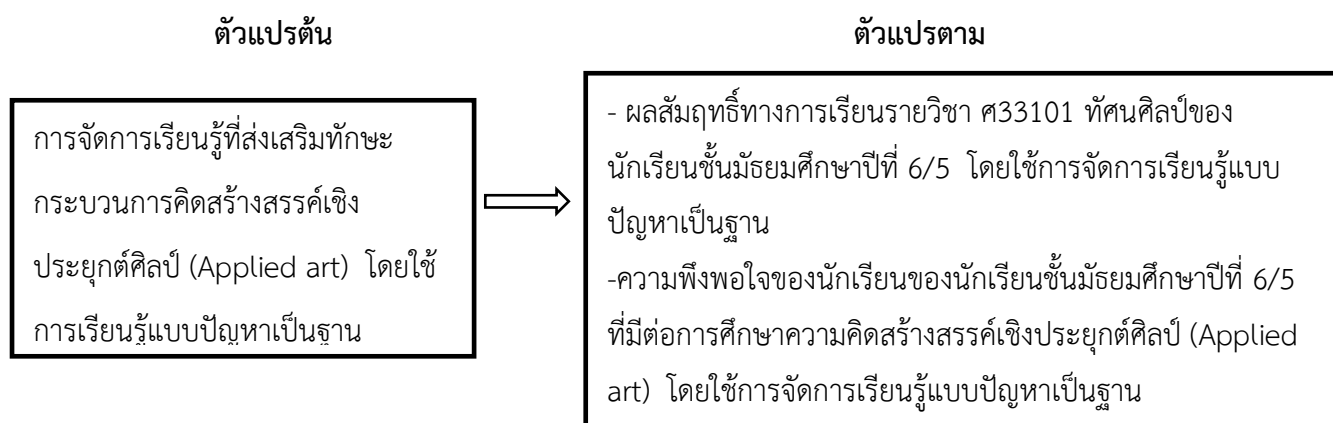 ตัวแปรต้น
ตัวแปรตาม
การจัดการเรียนรู้ที่ส่งเสริมทักษะ
กระบวนการคิดสร้างสรรค์เชิง
ประยุกต์ศิลป์ (Applied art) โดยใช้
การเรียนรู้แบบปัญหาเป็นฐาน
- ผลสัมฤทธิ์ทางการเรียนรายวิชา ศ33101 ทัศนศิลป์ของ
นักเรียนชั้นมัธยมศึกษาปีที่ 6/5 โดยใช้การจัดการเรียนรู้แบบ
ปัญหาเป็นฐาน
-ความพึงพอใจของนักเรียนของนักเรียนชั้นมัธยมศึกษาปีที่ 6/5
ที่มีต่อการศึกษาความคิดสร้างสรรค์เชิงประยุกต์ศิลป์ (Applied
art) โดยใช้การจัดการเรียนรู้แบบปัญหาเป็นฐาน